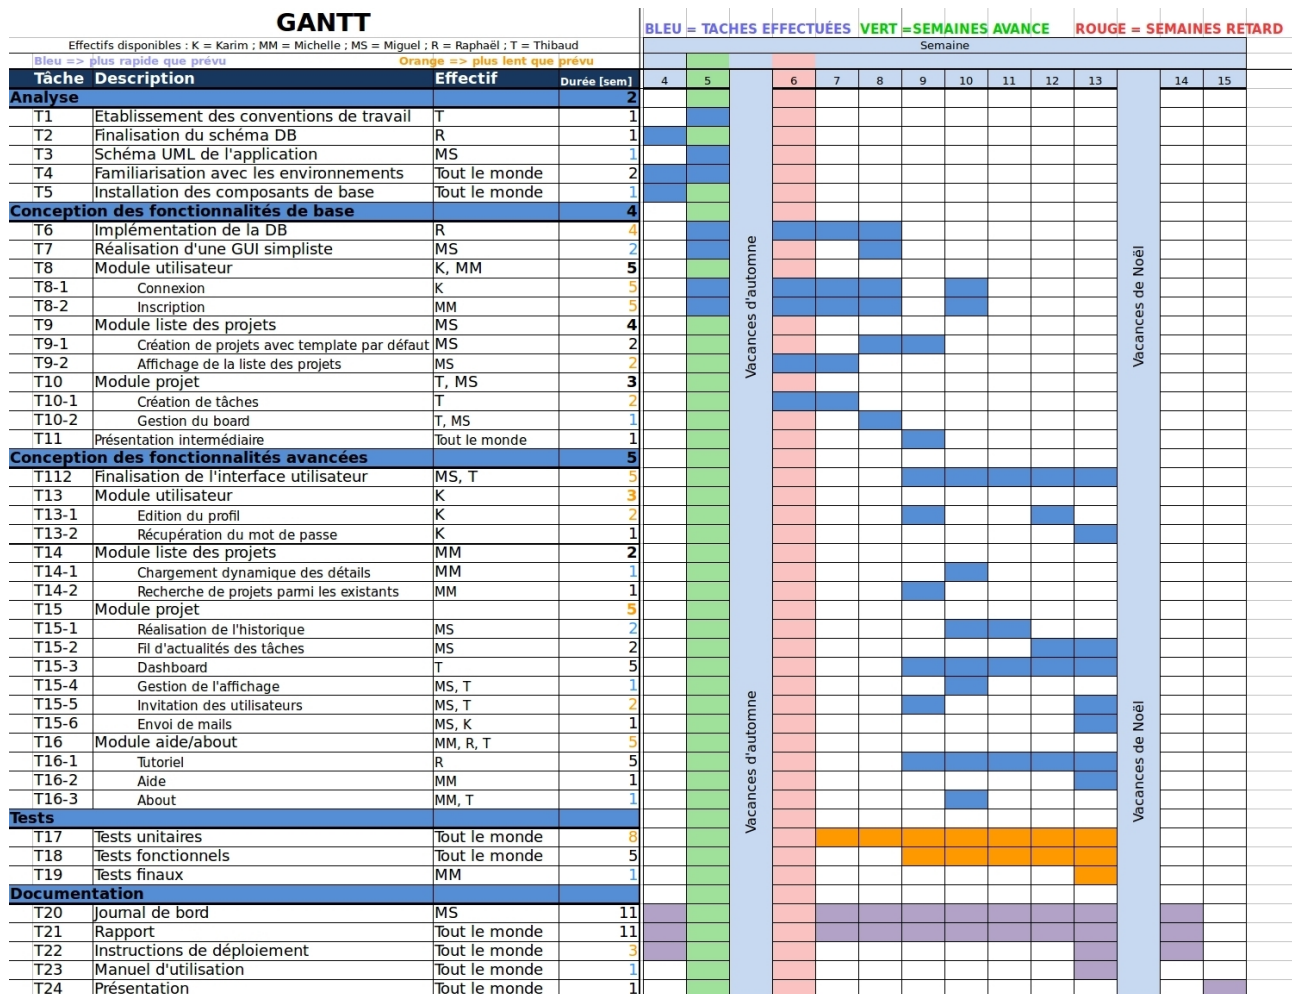 GANTT
BLEU = TACHES EFFECTUÉES VERT =SEMAINES AVANCE ROUGE = SEMAINES RETARD
Effectifs disponibles : K = Karim ; MM = Michelle ; MS = Miguel ; R = Raphaël ; T = Thibaud
Semaine
Bleu => plus rapide que prévu Orange => plus lent que prévu
Tâche Description Effectif Durée [sem] 4 5 6 7 8 9 10 11 12 13 14 15
Analyse 2
T1 Etablissement des conventions de travail T 1
T2 Finalisation du schéma DB R 1
T3 Schéma UML de l'application MS 1
T4 Familiarisation avec les environnements Tout le monde 2
T5 Installation des composants de base Tout le monde 1
Conception des fonctionnalités de base 4
T6 Implémentation de la DB R 4
T7 Réalisation d'une GUI simpliste MS 2
T8 Module utilisateur K, MM 5
T8-1 Connexion K 5
T8-2 Inscription MM 5
T9 Module liste des projets MS 4
T9-1 Création de projets avec template par défaut MS 2
T9-2 Affichage de la liste des projets MS 2
T10 Module projet T, MS 3
T10-1 Création de tâches T 2
T10-2 Gestion du board T, MS 1
T11 Présentation intermédiaire Tout le monde 1
Conception des fonctionnalités avancées 5
T112 Finalisation de l'interface utilisateur MS, T 5
T13 Module utilisateur K 3
T13-1 Edition du profil K 2
T13-2 Récupération du mot de passe K 1
T14 Module liste des projets MM 2
T14-1 Chargement dynamique des détails MM 1
T14-2 Recherche de projets parmi les existants MM 1
T15 Module projet 5
T15-1 Réalisation de l'historique MS 2
T15-2 Fil d'actualités des tâches MS 2
T15-3 Dashboard T 5
T15-4 Gestion de l'affichage MS, T 1
T15-5 Invitation des utilisateurs MS, T 2
T15-6 Envoi de mails MS, K 1
T16 Module aide/about MM, R, T 5
T16-1 Tutoriel R 5
T16-2 Aide MM 1
T16-3 About MM, T 1
Tests
T17 Tests unitaires Tout le monde 8
T18 Tests fonctionnels Tout le monde 5
T19 Tests finaux MM 1
Documentation
T20 Journal de bord MS 11
T21 Rapport Tout le monde 11
T22 Instructions de déploiement Tout le monde 3
T23 Manuel d'utilisation Tout le monde 1
T24 Présentation Tout le monde 1
Vacances d'automne
Vacances de Noël
Vacances d'automne
Vacances de Noël